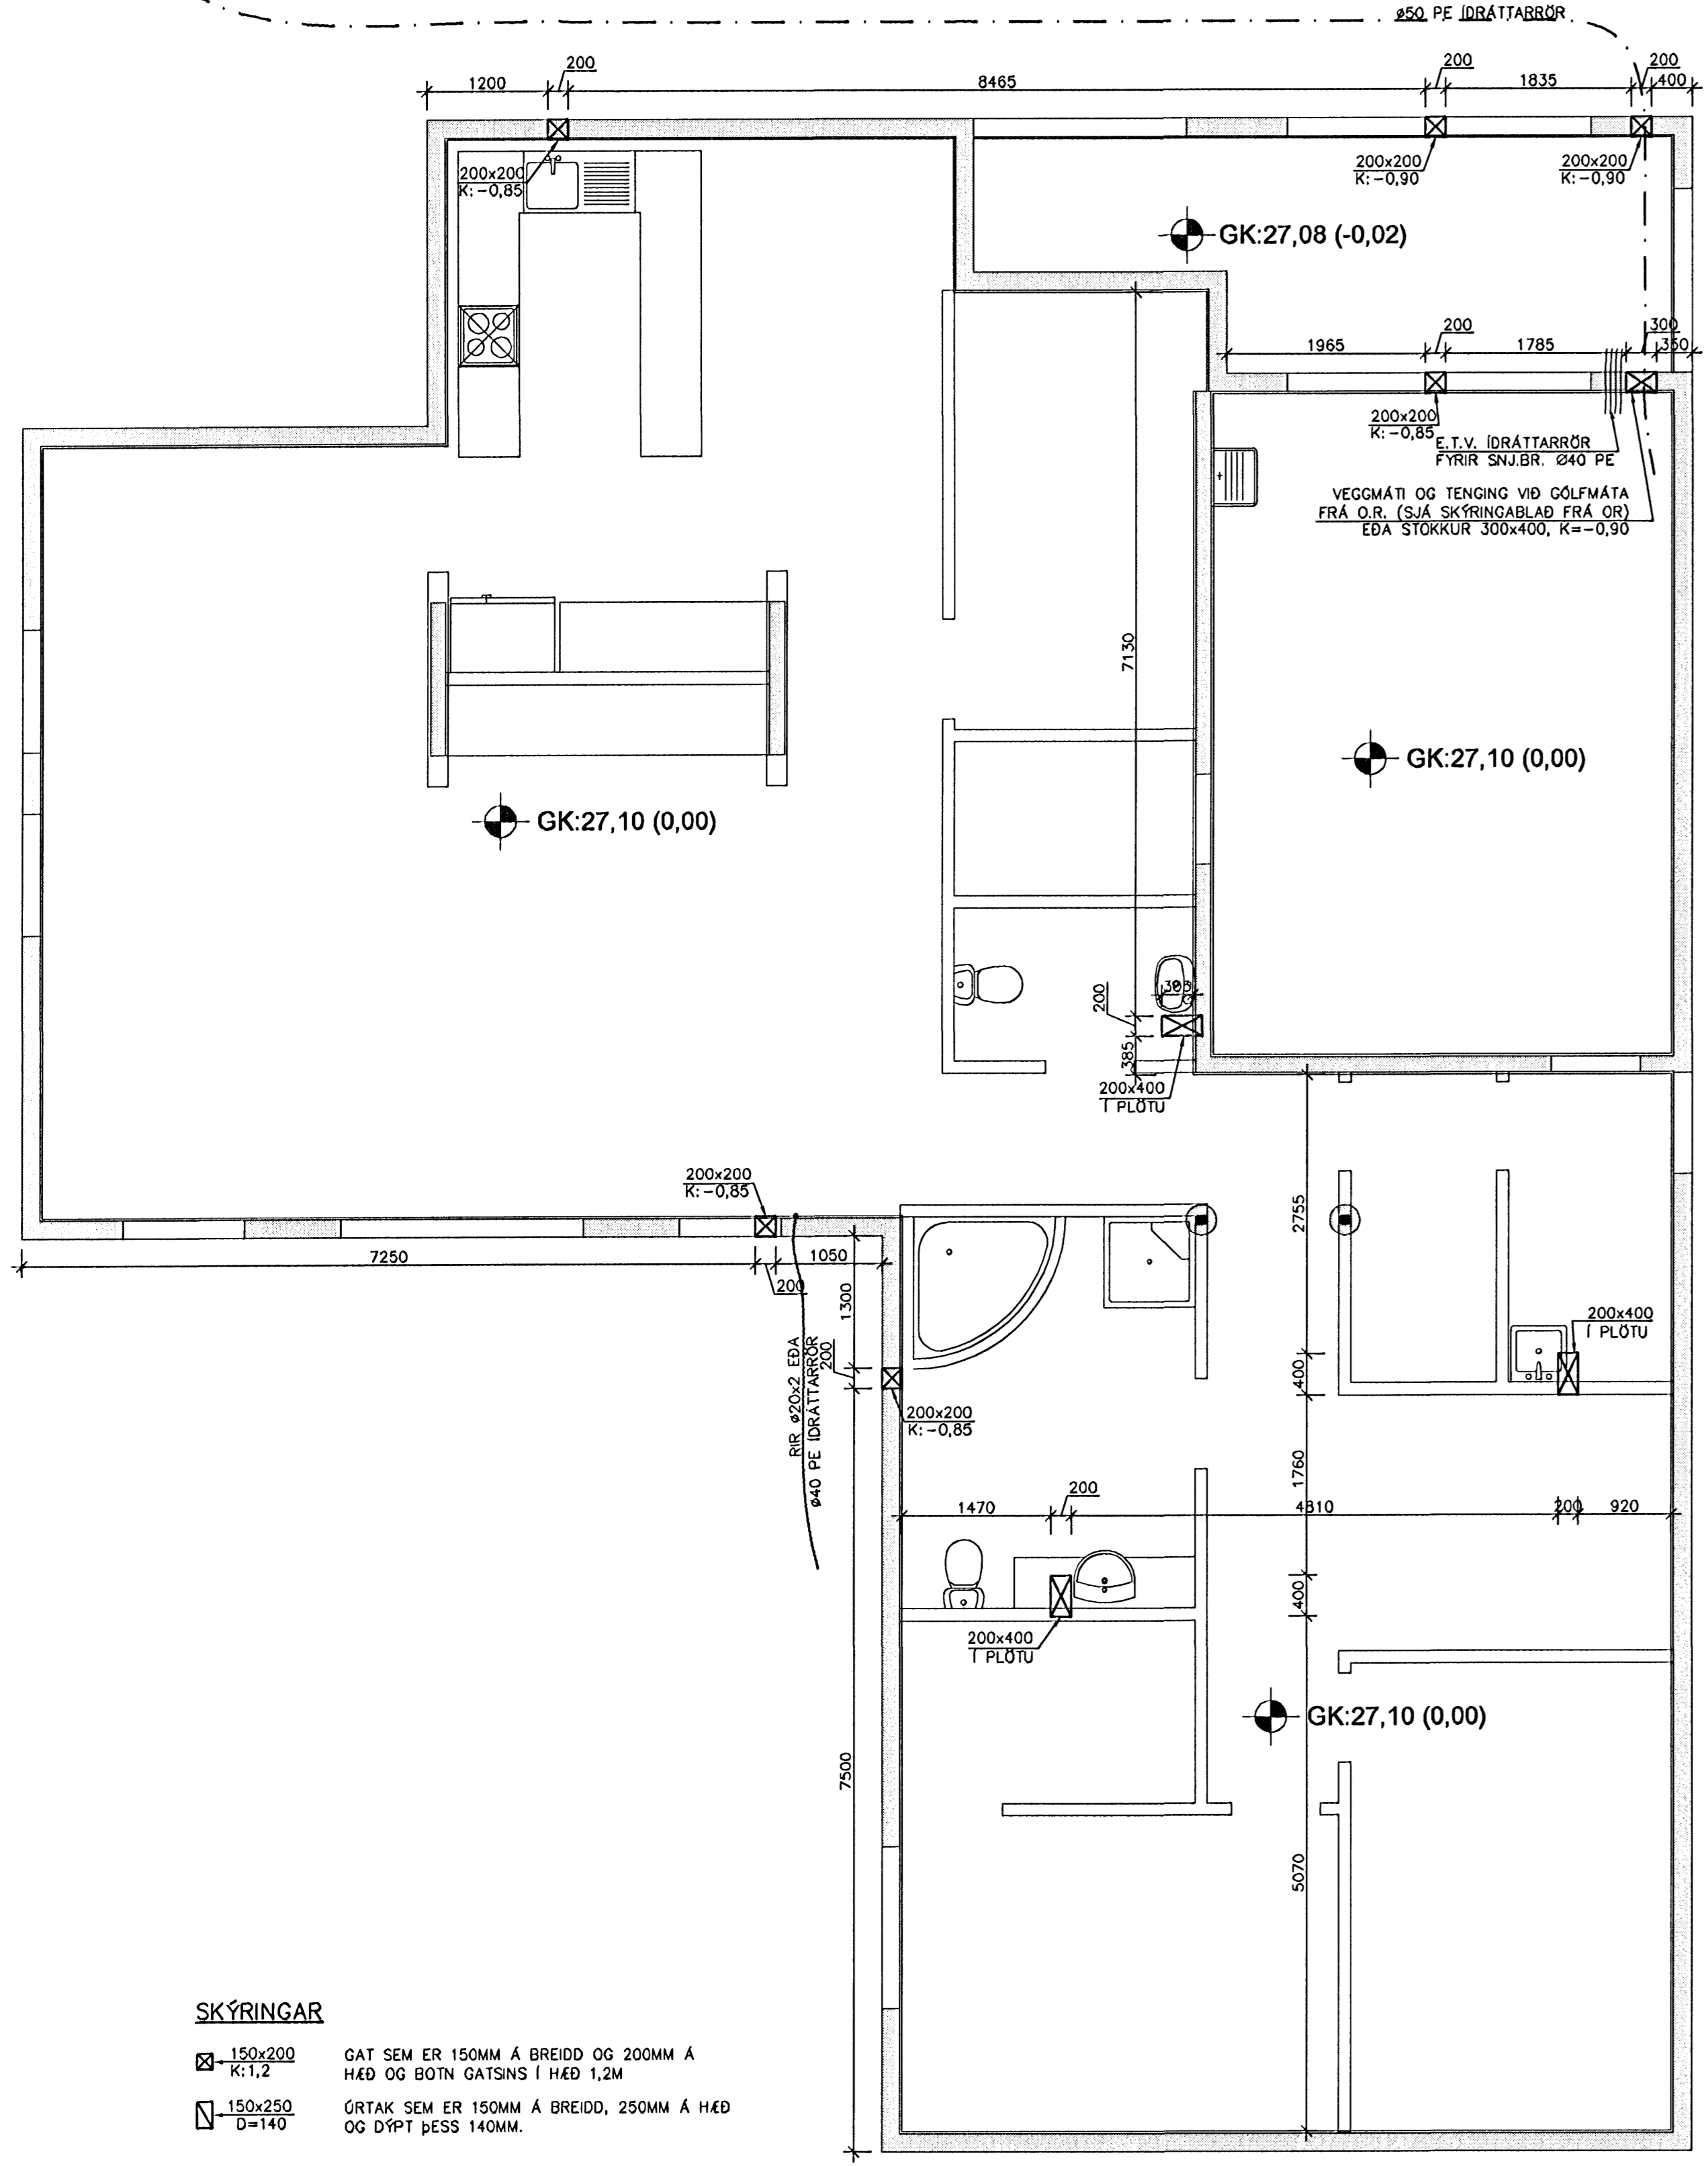 ø50 PE ÍDRÁTTARRÖR
200
200
200
1200
8465
1835
400
200x200
K:-0,85
200x200
K:-0,90
200x200
K:-0,90
GK:27,08 (-0,02)
200
300
1965
1785
350
200x200
K:-0,85
E.T.V. ÍDRÁTTARRÖR
FYRIR SNJ.BR. Ø40 PE
VEGGMÁTI OG TENGING VIÐ GÓLFMÁTA
FRÁ O.R. (SJÁ SKÝRINGABLAÐ FRÁ OR)
EÐA STOKKUR 300x400, K=-0,90
7130
GK:27,10 (0,00)
GK:27,10 (0,00)
200
385
200x400
Í PLÖTU
200x200
K:-0,85
7250
1050
200
1300
200
2755
200x400
Í PLÖTU
400
RIR ø20x2 EÐA
ø40 PE ÍDRÁTTARRÖR
200x200
K:-0,85
1760
1470
200
4810
200
920
400
200x400
Í PLÖTU
GK:27,10 (0,00)
7500
5070
SKÝRINGAR
150x200
K:1,2
GAT SEM ER 150MM Á BREIDD OG 200MM Á
HÆÐ OG BOTN GATSINS Í HÆÐ 1,2M
150x250
D=140
ÚRTAK SEM ER 150MM Á BREIDD, 250MM Á HÆÐ
OG DÝPT ÞESS 140MM.